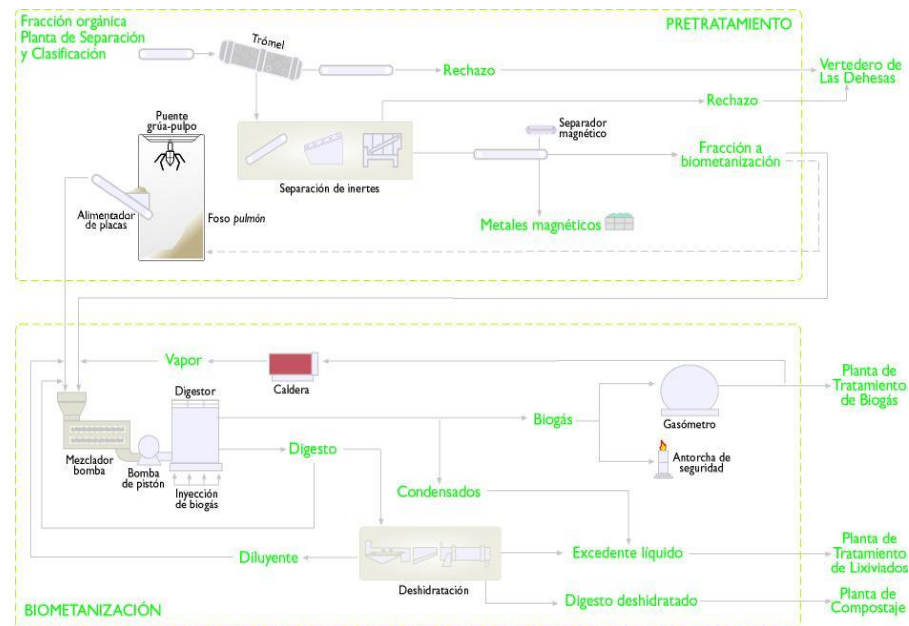 Fracción orgánica
Planta de Separación
y Clasificación
PRETRATAMIENTO
Trómel
Rechazo
Vertedero de
Las Dehesas
Rechazo
Puente
grúa-pulpo
Separador
magnético
Fracción a
biometanización
Separación de inertes
Alimentador
de placas
Foso pulmón
Metales magnéticos
Vapor
Caldera
Digestor
Planta de
Tratamiento
de Biogás
Biogás
Gasómetro
Digesto
Mezclador
bomba
Bomba
de pistón
Inyección
de biogás
Antorcha de
seguridad
Condensados
Diluyente
Excedente líquido
Planta de
Tratamiento
de Lixiviados
Deshidratación
Digesto deshidratado
Planta de
Compostaje
BIOMETANIZACIÓN